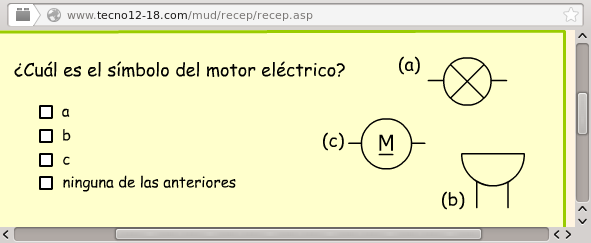 www.tecno12-18.com/mud/recep/recep.asp
¿Cuál es el símbolo del motor eléctrico?
(a)
a
b
c
ninguna de las anteriores
(c)
M
(b)